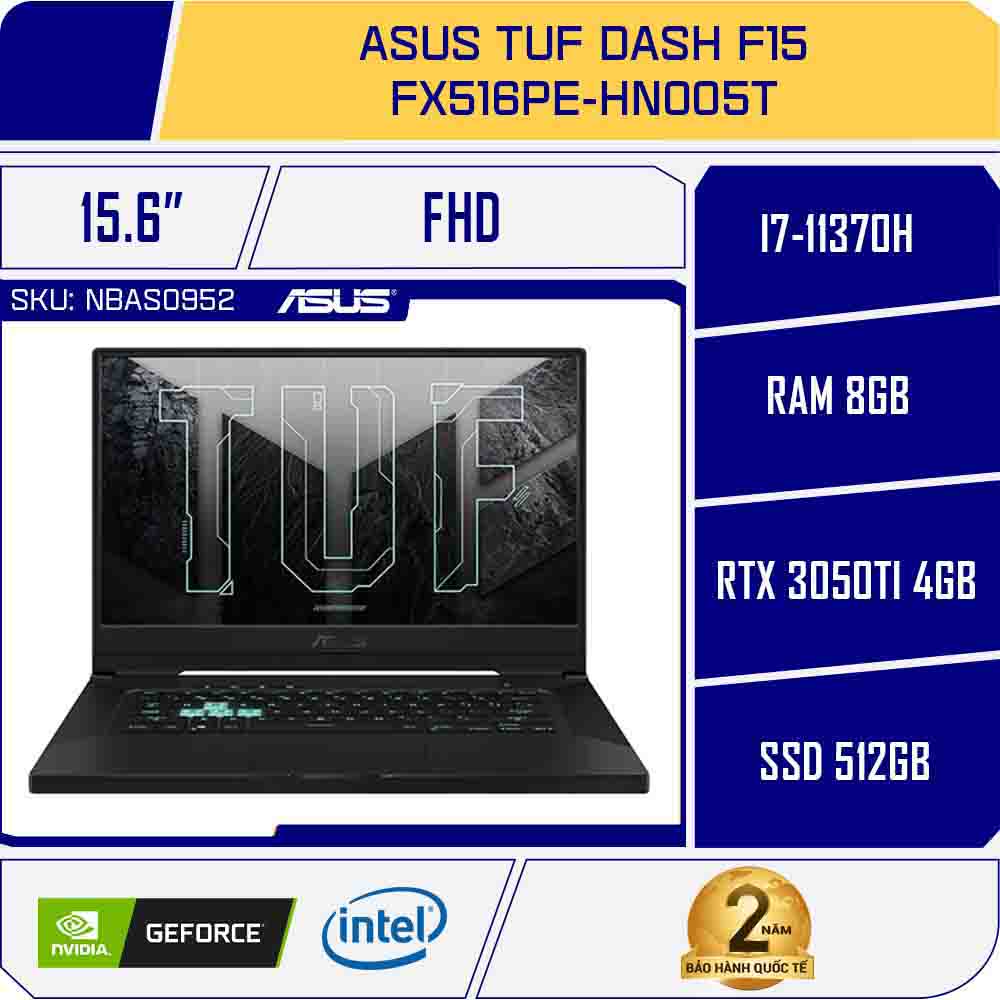 ASUS TUF DASH F15
FX516PE-HN005T
15.6"
FHD
I7-11370H
SKU: NBAS0952
ASUS®
RAM 8GB
TUF
RTX 3050TI 4GB
ASUS
SSD 512GB
NVIDIA.
GEFORCE
intel®
2
NĂM
BẢO HÀNH QUỐC TẾ